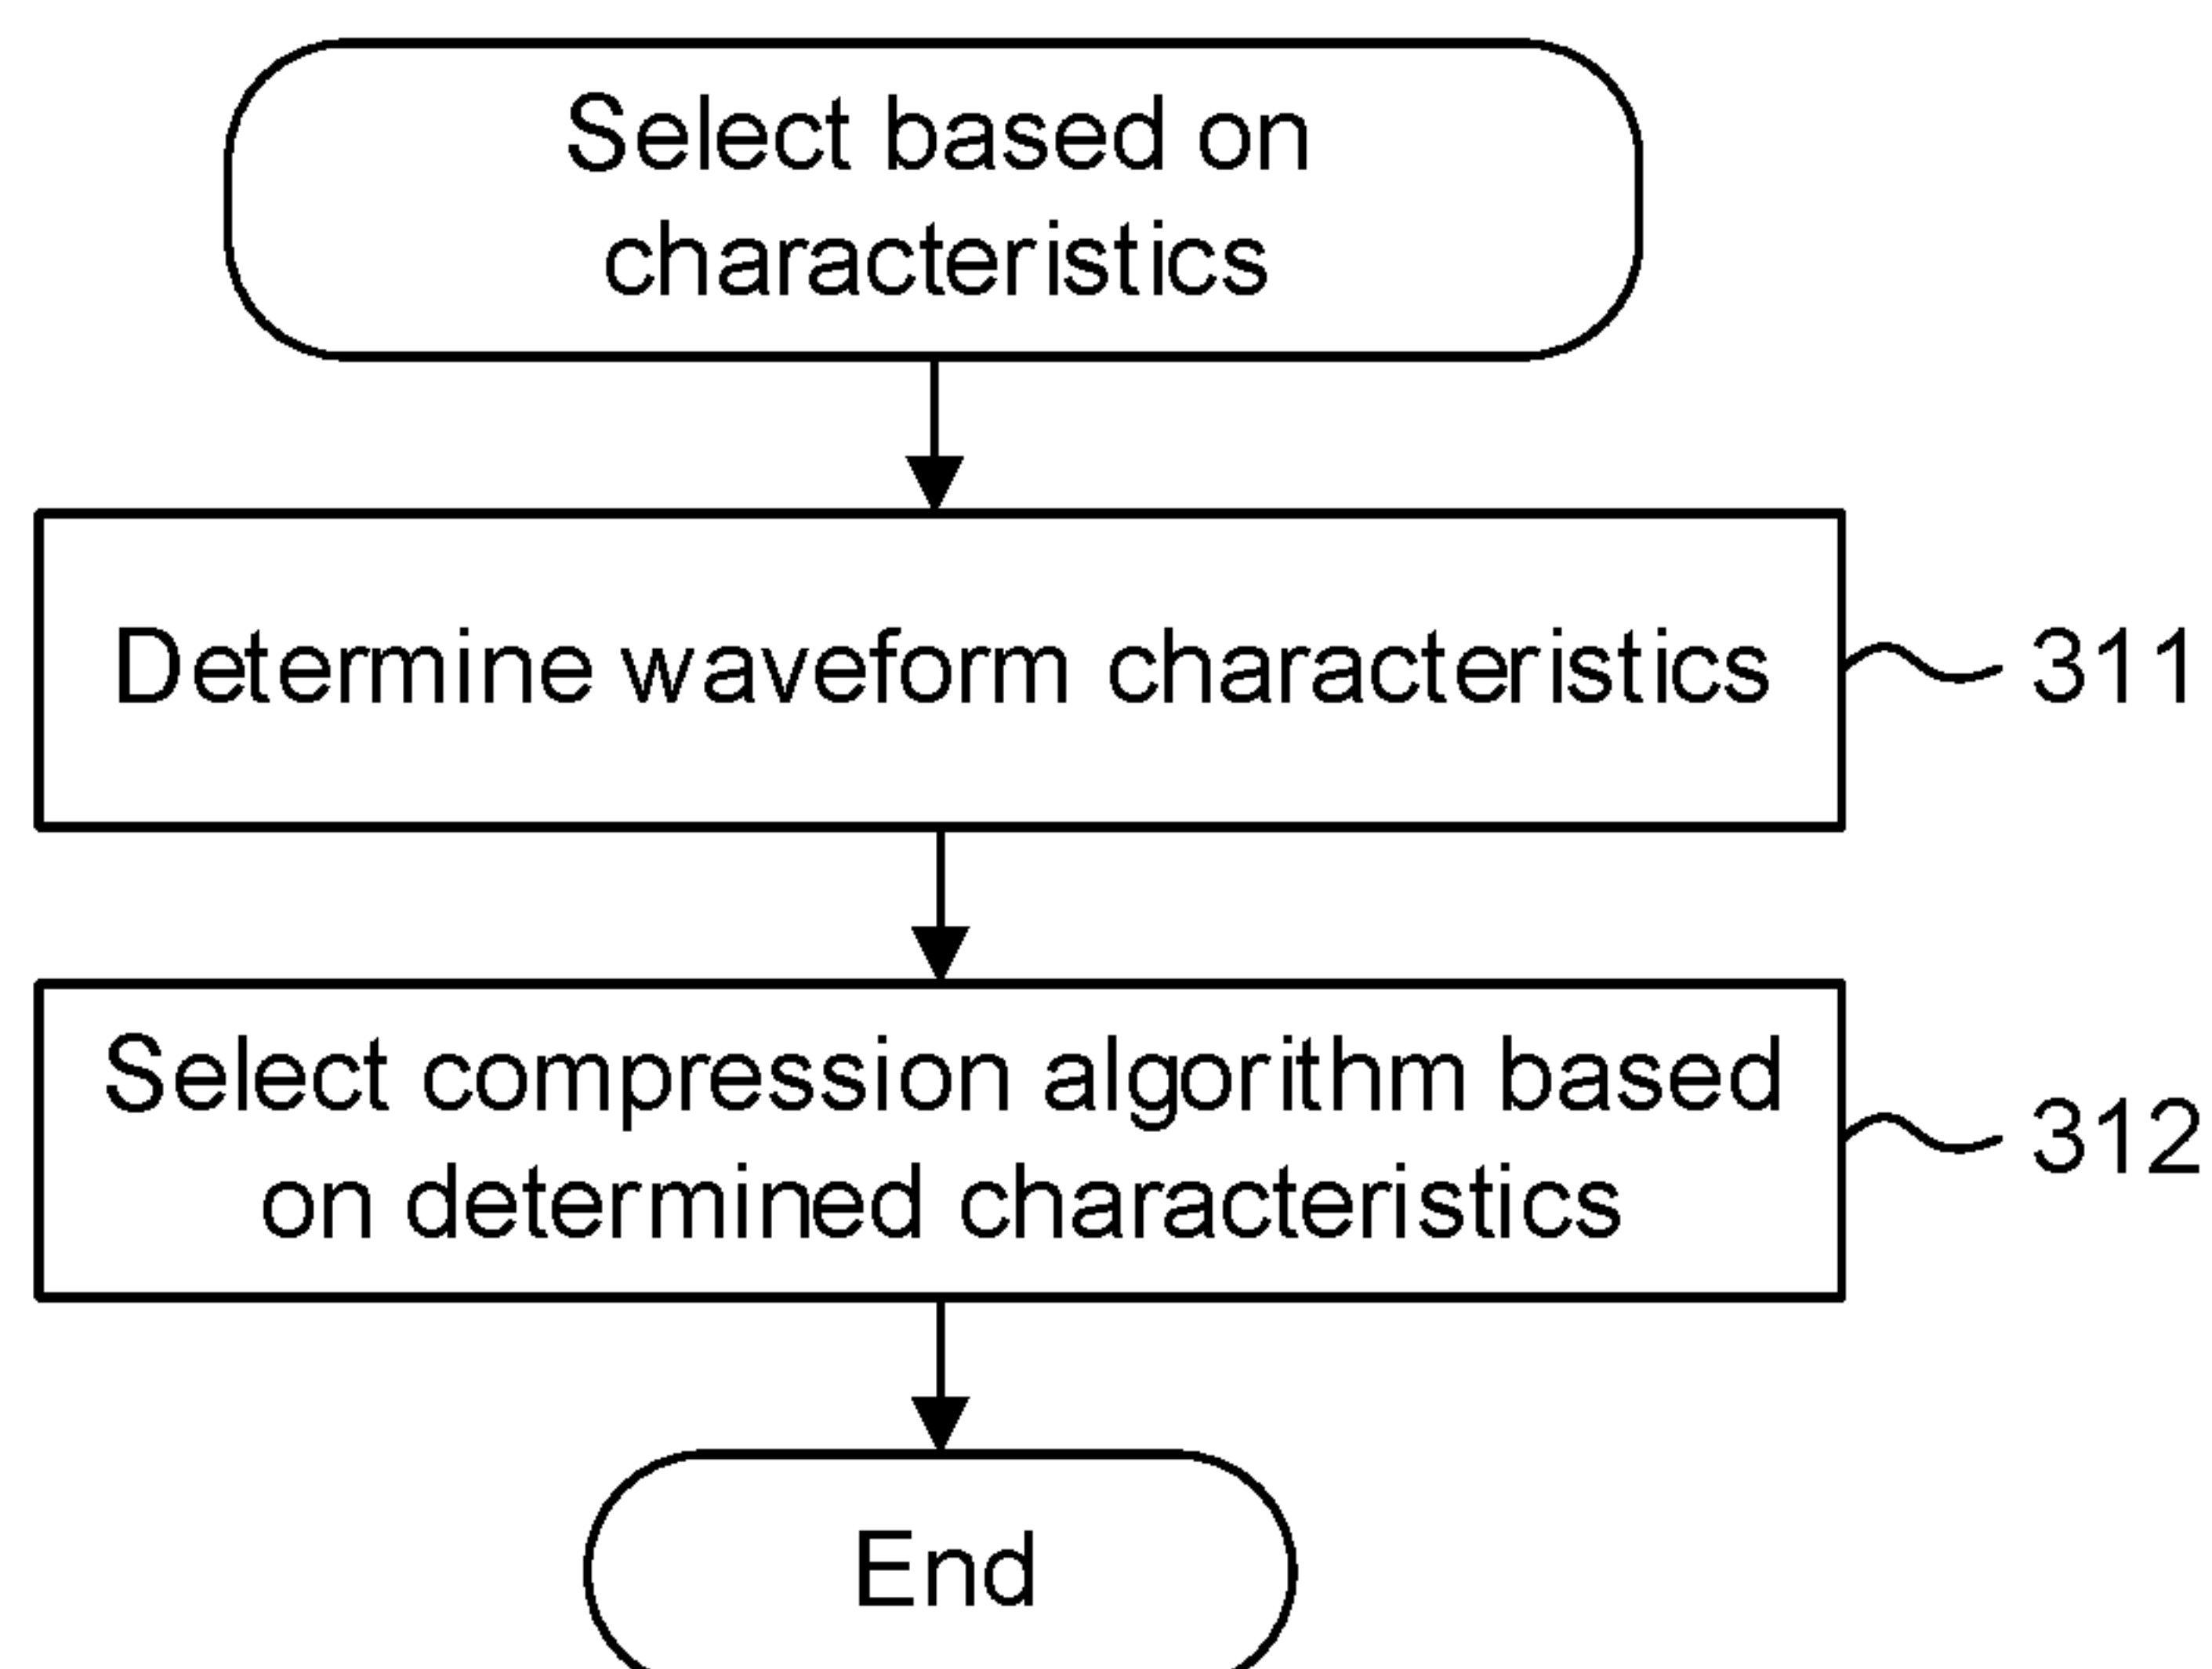 Select based on
characteristics
Determine waveform characteristics
311
Select compression algorithm based
on determined characteristics
312
End